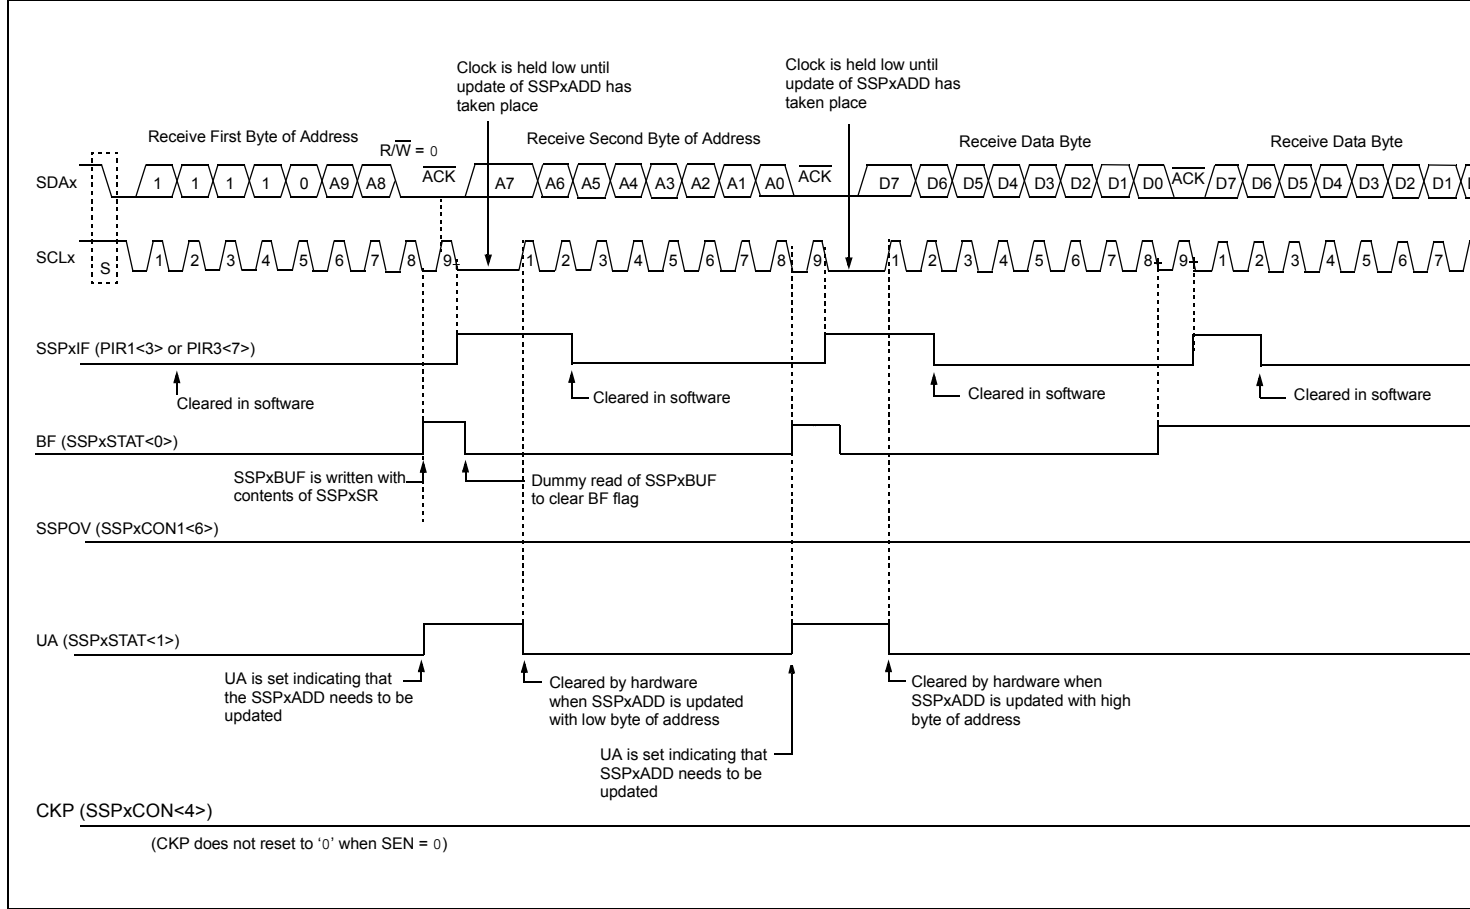 Clock is held low until
update of SSPxADD has
taken place
Clock is held low until
update of SSPxADD has
taken place
Receive First Byte of Address
R/W = 0
ACK
Receive Second Byte of Address
ACK
Receive Data Byte
ACK
Receive Data Byte
SDAx
1 1 1 1 0 A9 A8 A7 A6 A5 A4 A3 A2 A1 A0 D7 D6 D5 D4 D3 D2 D1 D0 D7 D6 D5 D4 D3 D2 D1
SCLx
S 1 2 3 4 5 6 7 8 9 1 2 3 4 5 6 7 8 9 1 2 3 4 5 6 7 8 9 1 2 3 4 5 6 7
SSPxIF (PIR1<3> or PIR3<7>)
Cleared in software
Cleared in software
Cleared in software
Cleared in software
BF (SSPxSTAT<0>)
SSPxBUF is written with
contents of SSPxSR
Dummy read of SSPxBUF
to clear BF flag
SSPOV (SSPxCON1<6>)
UA (SSPxSTAT<1>)
UA is set indicating that
the SSPxADD needs to be
updated
Cleared by hardware
when SSPxADD is updated
with low byte of address
UA is set indicating that
SSPxADD needs to be
updated
Cleared by hardware when
SSPxADD is updated with high
byte of address
CKP (SSPxCON<4>)
(CKP does not reset to ‘0’ when SEN = 0)